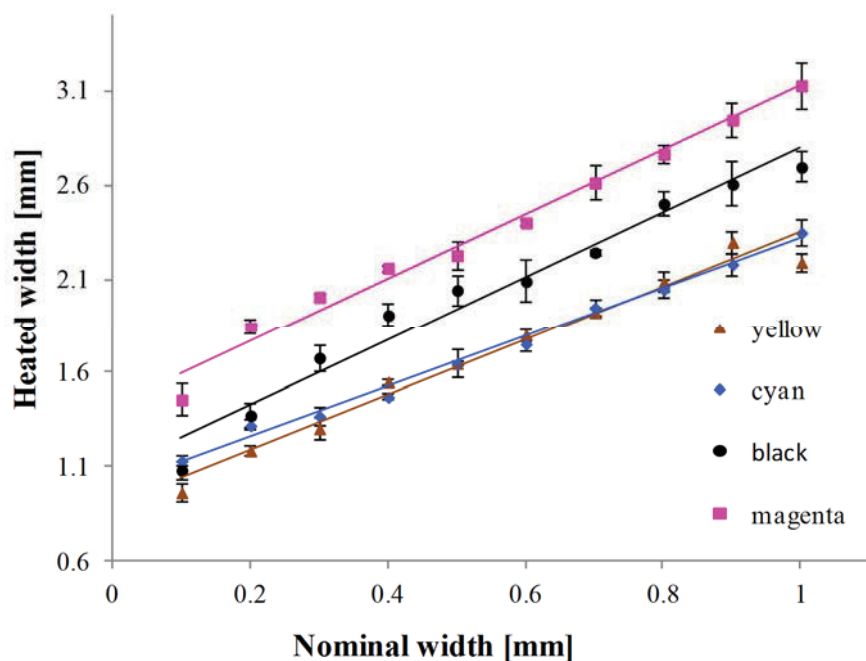 3.1
2.6
2.1
1.6
1.1
0.6
Heated width [mm]
0
0.2
0.4
0.6
0.8
1
Nominal width [mm]
yellow
cyan
black
magenta